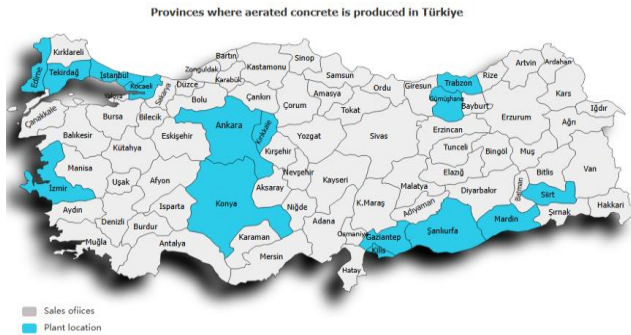 Provinces where aerated concrete is produced in Türkiye
Kırklareli
Edirne
Tekirdağ
İstanbul
Kocaeli
Yalova
Sakarya
Düzce
Zonguldak
Bartın
Karabük
Kastamonu
Sinop
Samsun
Ordu
Giresun
Trabzon
Rize
Artvin
Ardahan
Kars
Iğdır
Ağrı
Çanakkale
Bursa
Bilecik
Bolu
Çankırı
Çorum
Amasya
Tokat
Gümüşhane
Bayburt
Erzurum
Balıkesir
Kütahya
Eskişehir
Ankara
Kırıkkale
Kırşehir
Yozgat
Sivas
Erzincan
Tunceli
Bingöl
Muş
Bitlis
Van
Manisa
İzmir
Uşak
Afyon
Konya
Aksaray
Nevşehir
Kayseri
Malatya
Elazığ
Diyarbakır
Batman
Siirt
Hakkari
Şırnak
Aydın
Denizli
Isparta
Burdur
Muğla
Antalya
Karaman
Niğde
Mersin
Adana
K.Maraş
Osmaniye
Adıyaman
Gaziantep
Kilis
Şanlıurfa
Mardin
Hatay
Sales ofiices
Plant location